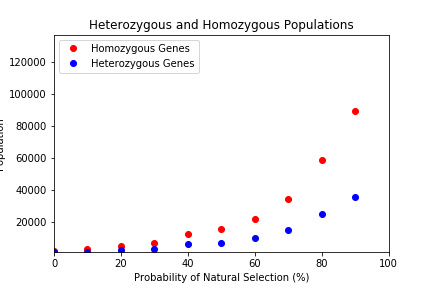 Heterozygous and Homozygous Populations
Homozygous Genes
Heterozygous Genes
120000
100000
80000
60000
40000
20000
Population
0 20 40 60 80 100
Probability of Natural Selection (%)